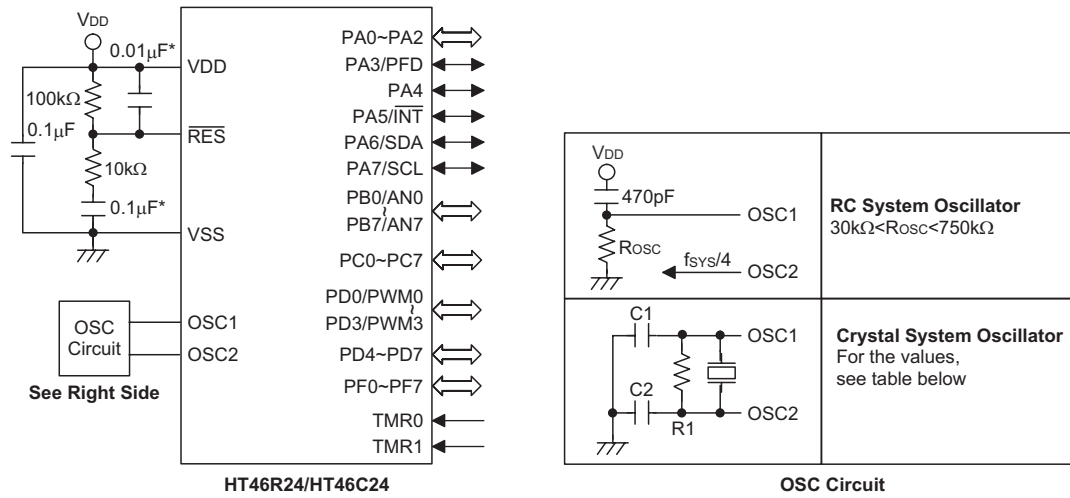 VDD
0.01μF*
VDD
100kΩ
0.1μF
RES
10kΩ
0.1μF*
VSS
OSC
Circuit
OSC1
OSC2
See Right Side
PA0~PA2
PA3/PFD
PA4
PA5/INT
PA6/SDA
PA7/SCL
PB0/AN0
~
PB7/AN7
PC0~PC7
PD0/PWM0
~
PD3/PWM3
PD4~PD7
PF0~PF7
TMR0
TMR1
HT46R24/HT46C24
VDD
470pF
OSC1
ROSC
fSYS/4
OSC2
RC System Oscillator
30kΩ<ROSC<750kΩ
C1
OSC1
C2
OSC2
R1
Crystal System Oscillator
For the values,
see table below
OSC Circuit